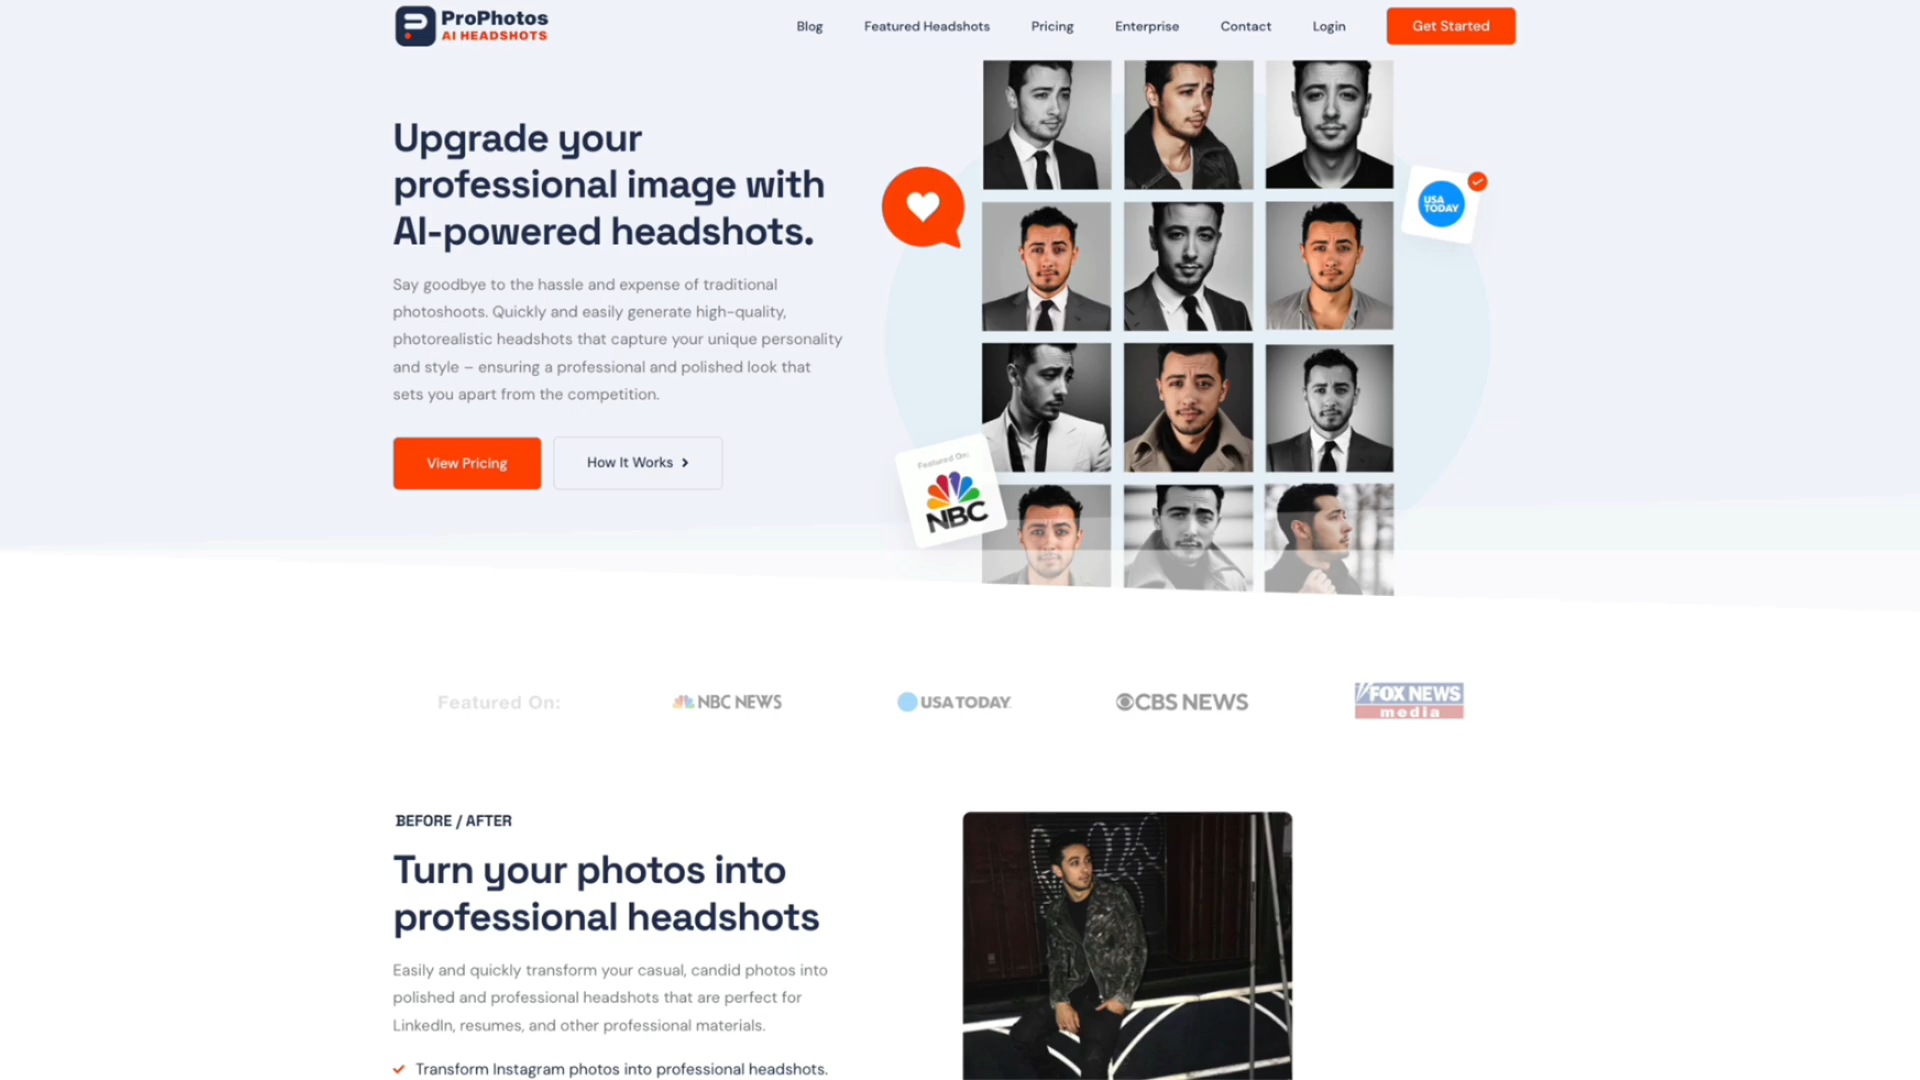 ProPhotos
AI HEADSHOTS
Blog
Featured Headshots
Pricing
Enterprise
Contact
Login
Get Started
Upgrade your
professional image with
AI-powered headshots.
Say goodbye to the hassle and expense of traditional
photoshoots. Quickly and easily generate high-quality,
photorealistic headshots that capture your unique personality
and style – ensuring a professional and polished look that
sets you apart from the competition.
View Pricing
How It Works
USA
TODAY
Featured On:
NBC
Featured On:
NBC NEWS
USA TODAY
CBS NEWS
FOX NEWS
media
BEFORE / AFTER
Turn your photos into
professional headshots
Easily and quickly transform your casual, candid photos into
polished and professional headshots that are perfect for
LinkedIn, resumes, and other professional materials.
Transform Instagram photos into professional headshots.